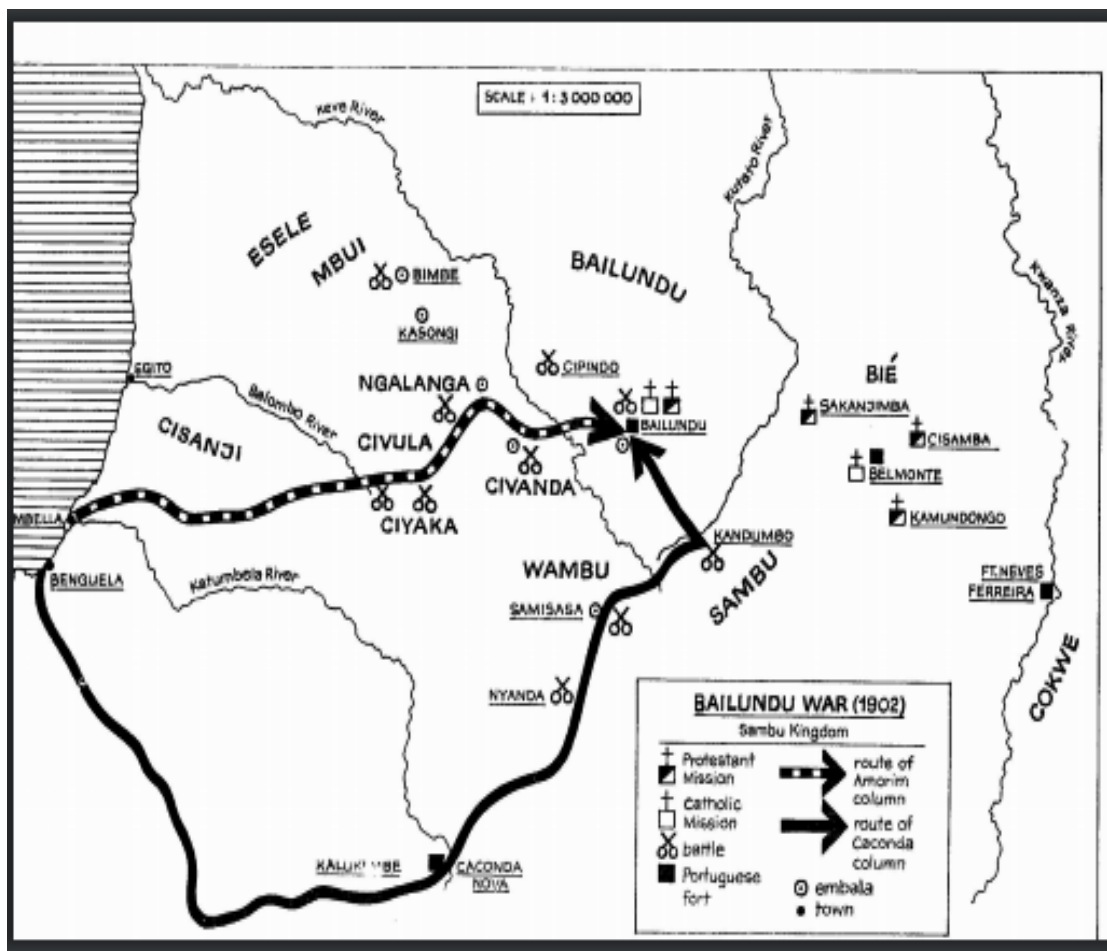 Keve River
SCALE : 1 : 3 000 000
Kutato River
Kwanza River
ESELE
MBUI
BIMBE
KASONGI
BAILUNDU
EGITO
Balombo River
NGALANGA
CIPINDO
BIÉ
SAKANJIMBA
CISANJI
CIVULA
BAILUNDU
CISAMBA
BELMONTE
CIVANDA
MBELLA
CIYAKA
KAMUNDONGO
KANDUMBO
BENGUELA
Katumbela River
WAMBU
SAMBU
FT. NEVES
FERREIRA
SAMISASA
COKWE
NYANDA
BAILUNDU WAR (1902)
Sambu Kingdom
Protestant
Mission
route of
Amorim
column
Catholic
Mission
route of
Caconda
column
battle
Portuguese
fort
embala
town
CACONDA
NOVA